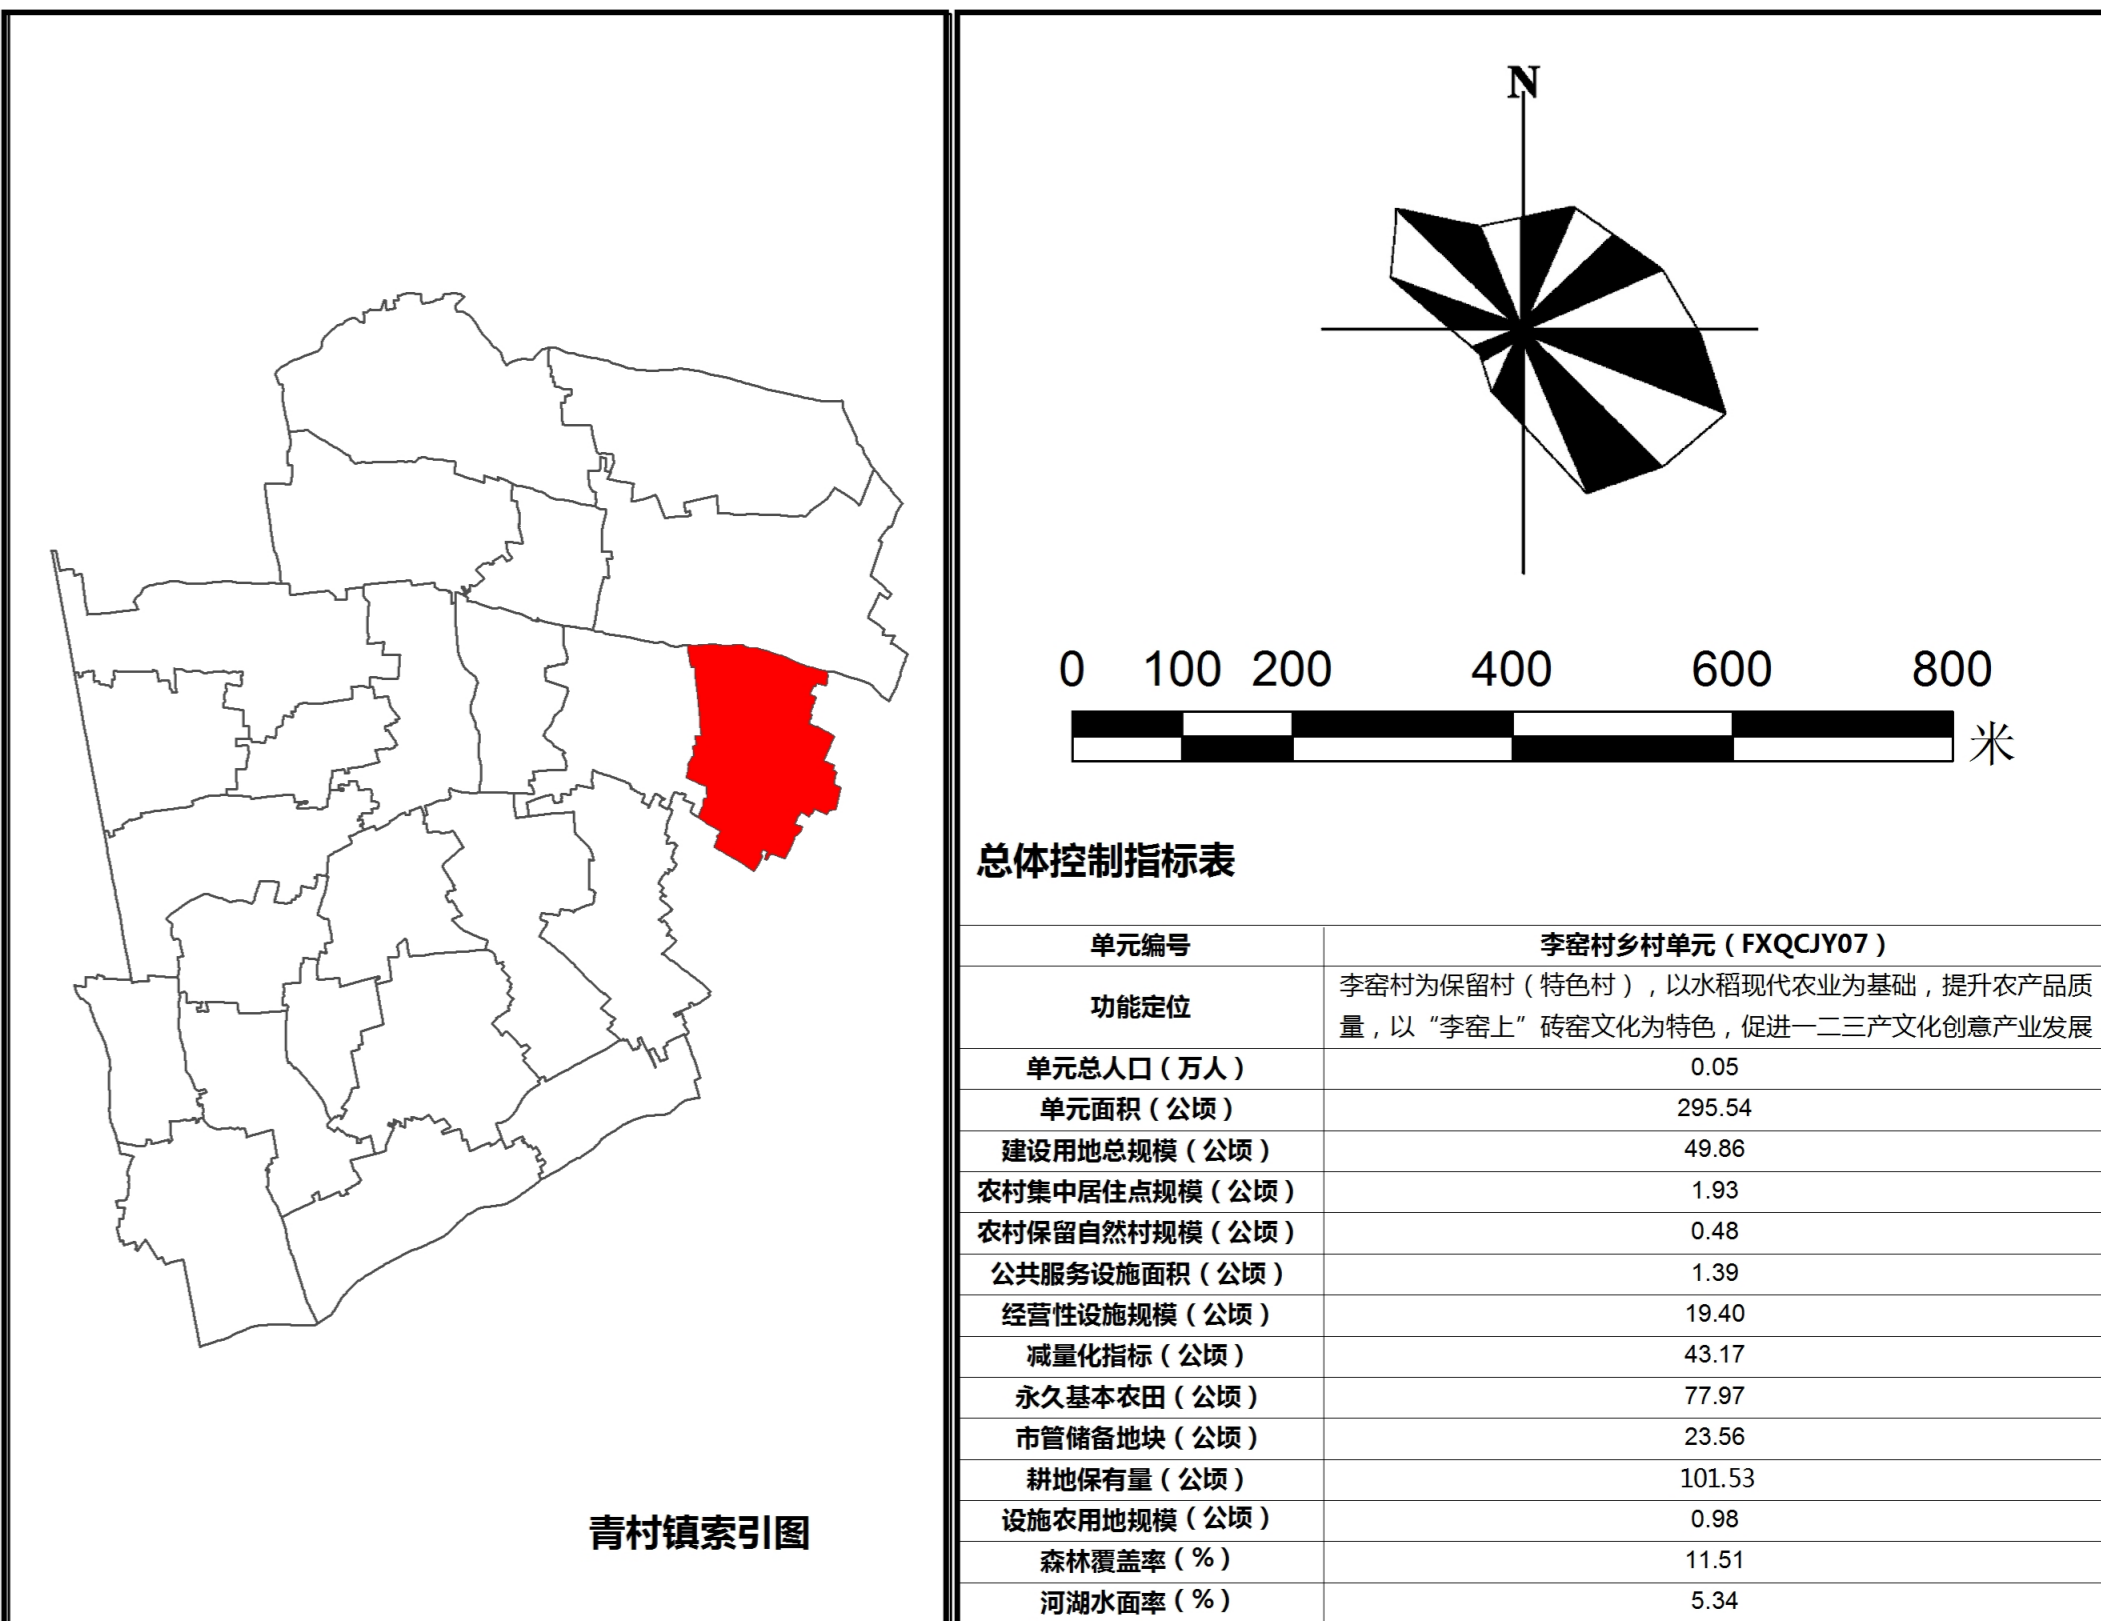 青村镇索引图
N
0 100 200 400 600 800
米
总体控制指标表
单元编号 李窑村乡村单元（FXQCJY07）
功能定位 李窑村为保留村（特色村），以水稻现代农业为基础，提升农产品质
量，以“李窑上”砖窑文化为特色，促进一二三产文化创意产业发展
单元总人口（万人） 0.05
单元面积（公顷） 295.54
建设用地总规模（公顷） 49.86
农村集中居住点规模（公顷） 1.93
农村保留自然村规模（公顷） 0.48
公共服务设施面积（公顷） 1.39
经营性设施规模（公顷） 19.40
减量化指标（公顷） 43.17
永久基本农田（公顷） 77.97
市管储备地块（公顷） 23.56
耕地保有量（公顷） 101.53
设施农用地规模（公顷） 0.98
森林覆盖率（%） 11.51
河湖水面率（%） 5.34